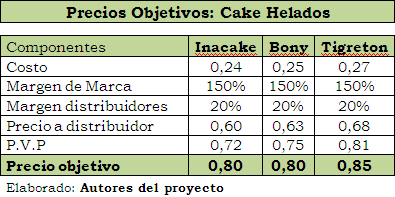 Precios Objetivos: Cake Helados
Componentes Inacake Bony Tigreton
Costo 0,24 0,25 0,27
Margen de Marca 150% 150% 150%
Margen distribuidores 20% 20% 20%
Precio a distribuidor 0,60 0,63 0,68
P.V.P 0,72 0,75 0,81
Precio objetivo 0,80 0,80 0,85
Elaborado: Autores del proyecto